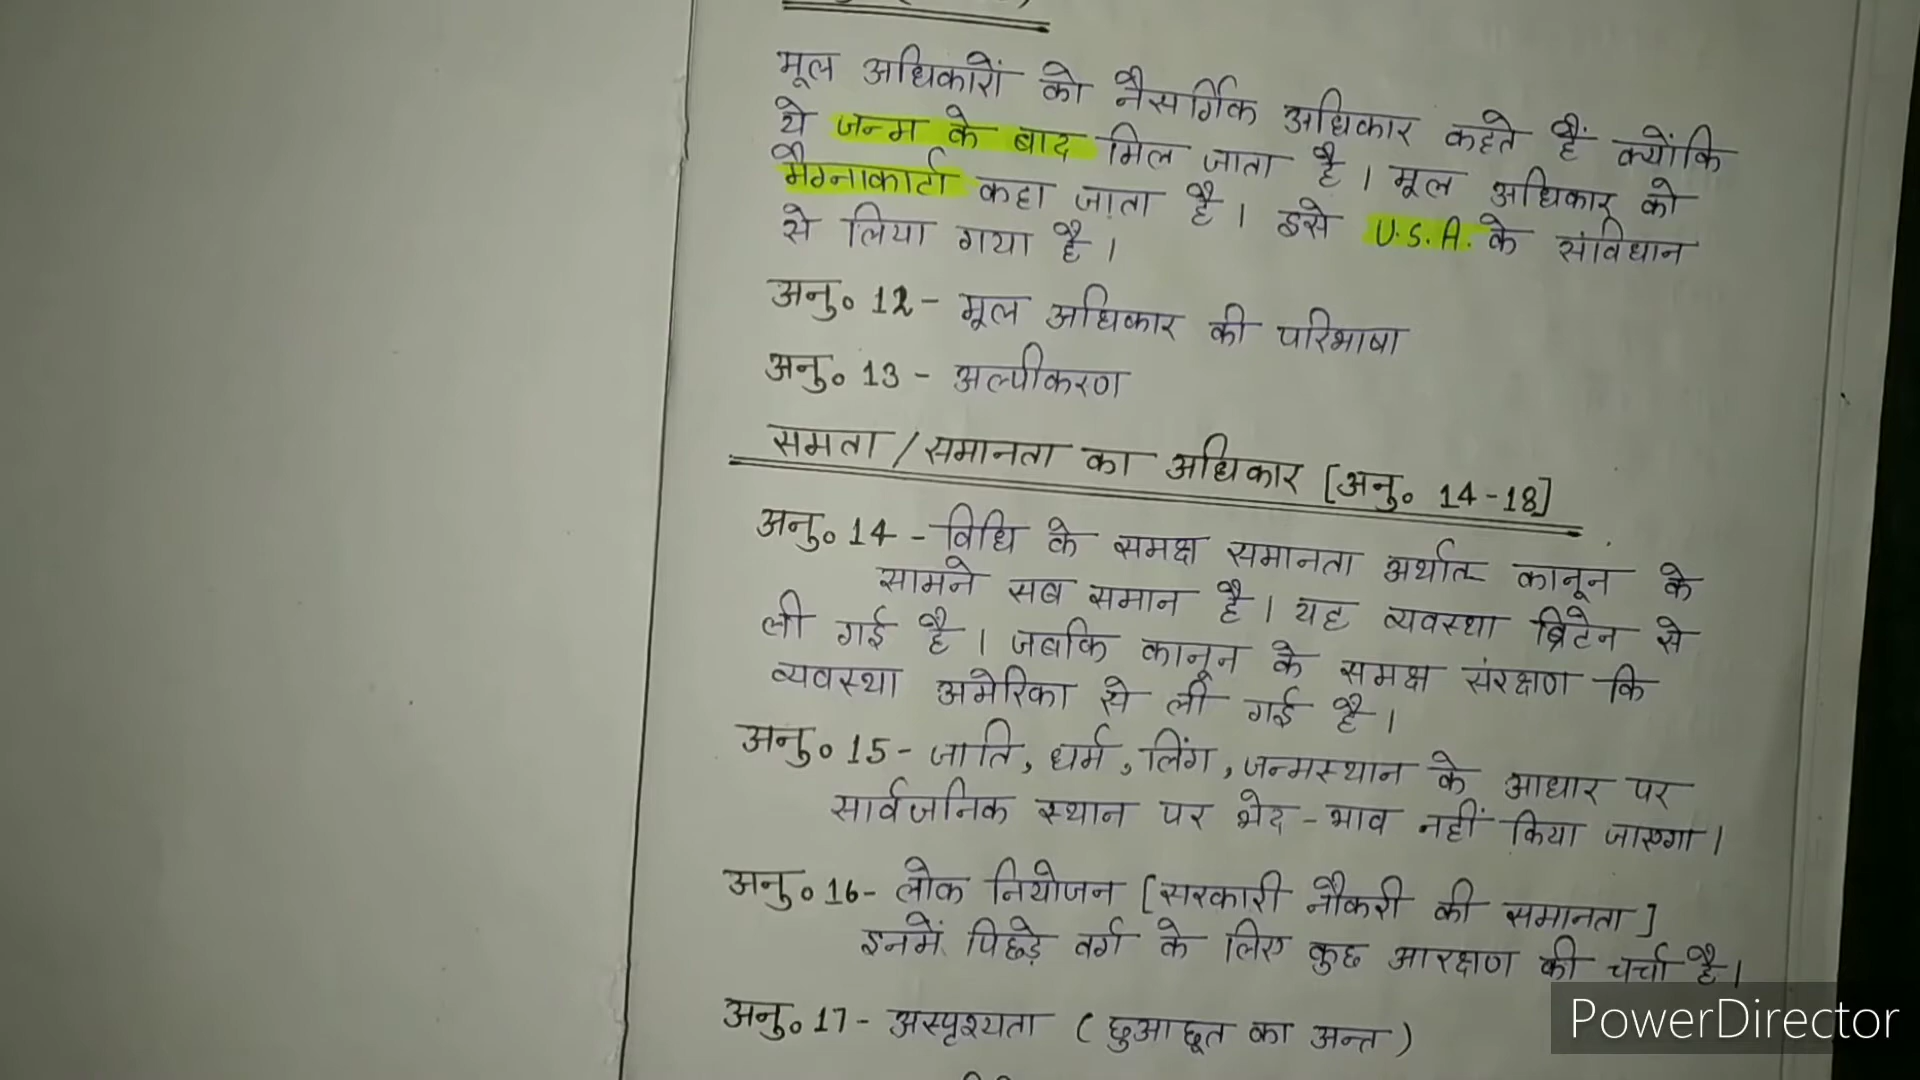 मूल अधिकारों को नैसर्गिक अधिकार कहते हैं क्योंकि
ये जन्म के बाद मिल जाता है। मूल अधिकार को
मैग्नाकार्टा कहा जाता है। इसे U.S.A. के संविधान
से लिया गया है।
अनु० 12- मूल अधिकार की परिभाषा
अनु० 13 - अल्पीकरण
समता/समानता का अधिकार [अनु० 14-18]
अनु० 14 - विधि के समक्ष समानता अर्थात कानून के
सामने सब समान है। यह व्यवस्था ब्रिटेन से
ली गई है। जबकि कानून के समक्ष संरक्षण कि
व्यवस्था अमेरिका से ली गई है।
अनु० 15- जाति, धर्म, लिंग, जन्मस्थान के आधार पर
सार्वजनिक स्थान पर भेद-भाव नहीं किया जाएगा।
अनु० 16- लोक नियोजन [सरकारी नौकरी की समानता]
इनमें पिछड़े वर्ग के लिए कुछ आरक्षण की चर्चा है।
अनु० 17- अस्पृश्यता (छुआछूत का अन्त)
PowerDirector